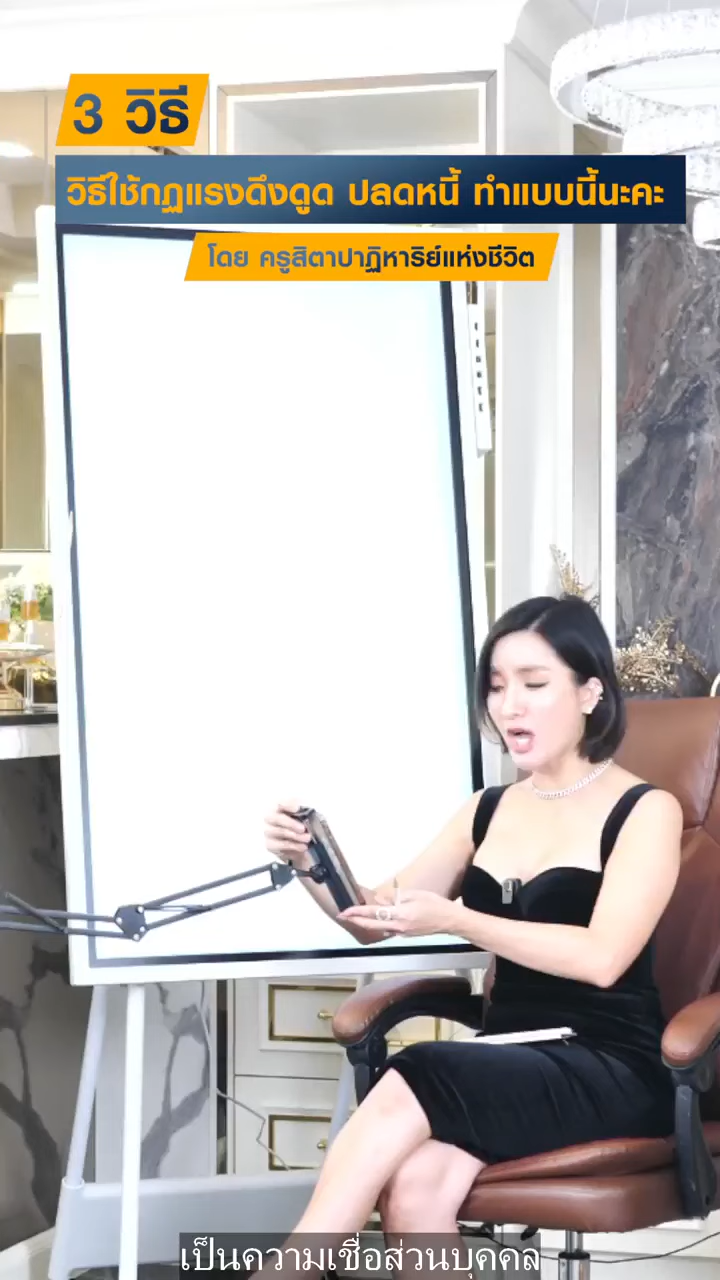 3 วิธี
วิธีใช้กฏแรงดึงดูด ปลดหนี้ ทำแบบนี้นะคะ
โดย ครูสิตาปาฏิหาริย์แห่งชีวิต
เป็นความเชื่อส่วนบุคคล